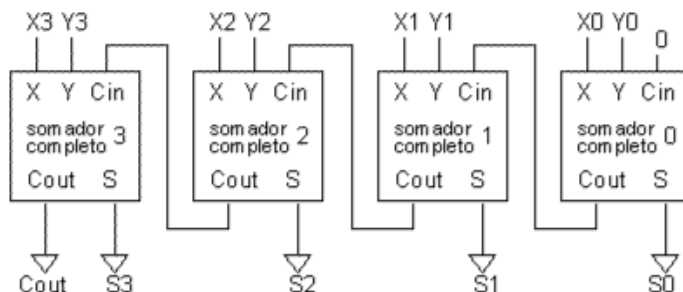 X3 Y3 X2 Y2 X1 Y1 X0 Y0 0
X Y Cin X Y Cin X Y Cin X Y Cin
somador completo 3 somador completo 2 somador completo 1 somador completo 0
Cout S Cout S Cout S Cout S
Cout S3 S2 S1 S0